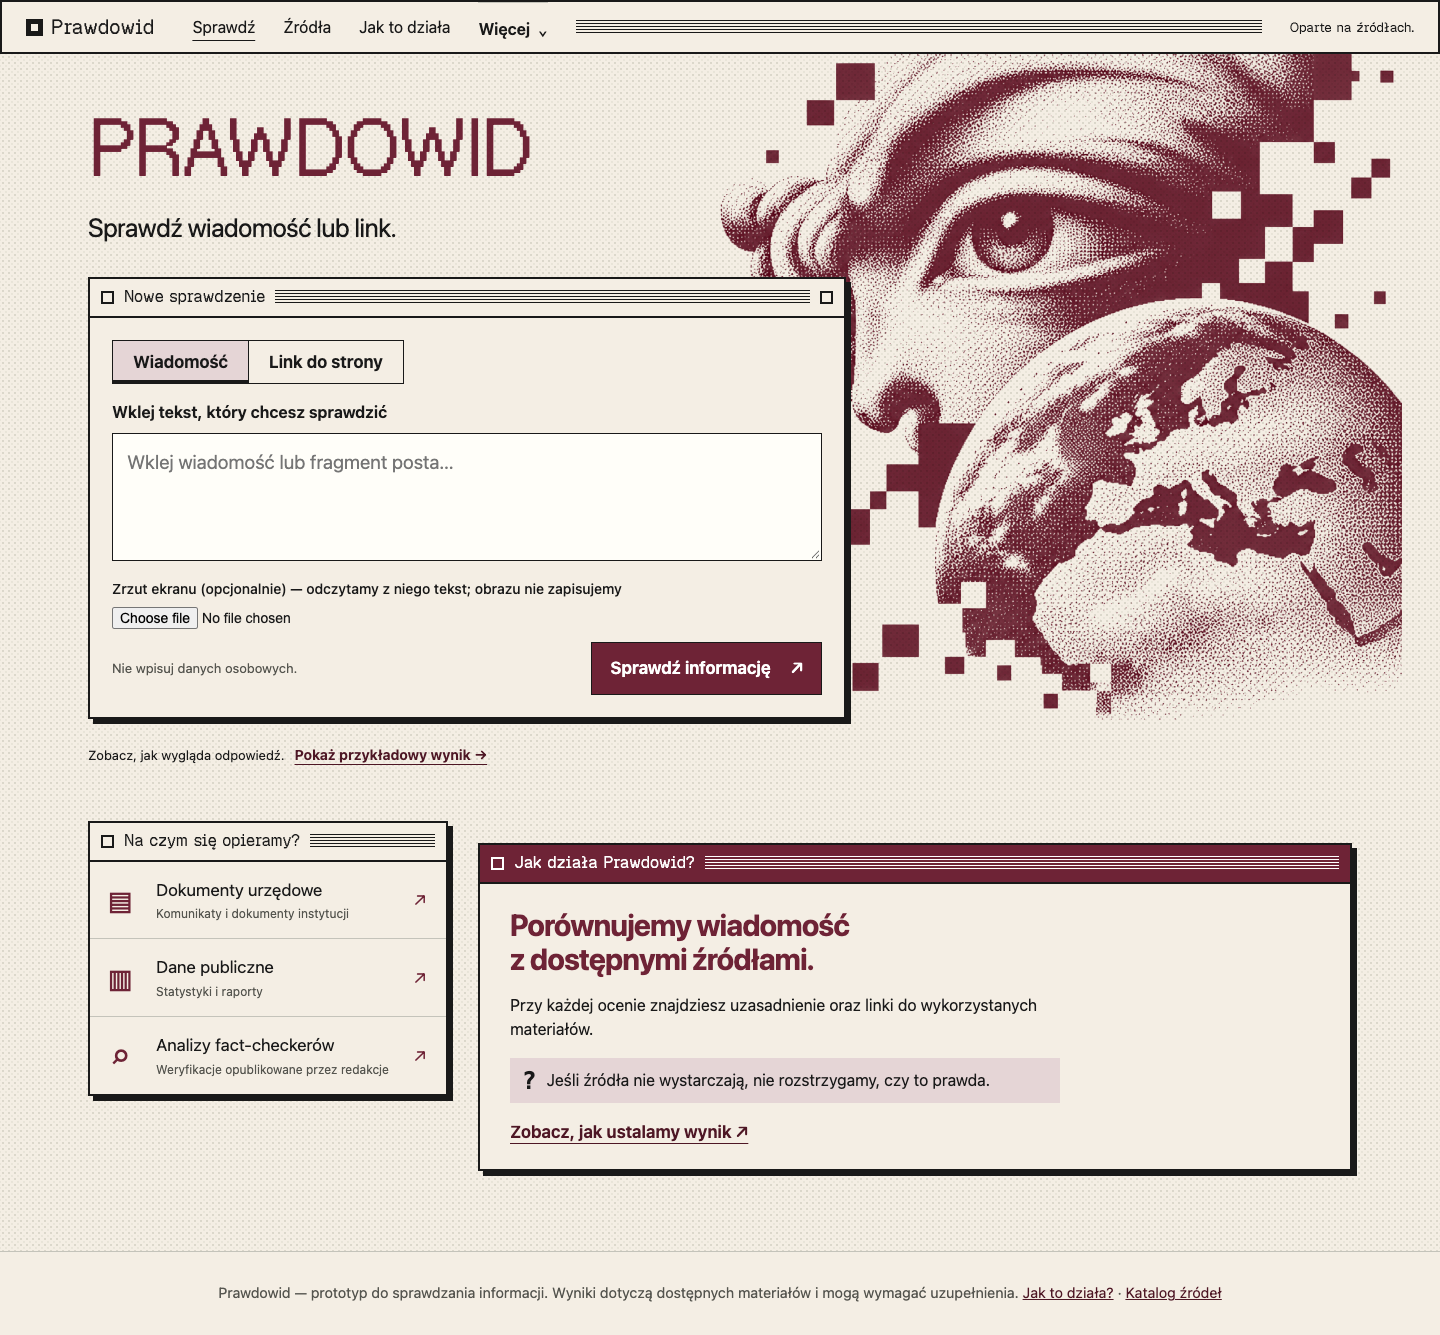 Prawdowid
Sprawdź
Źródła
Jak to działa
Więcej
Oparte na źródłach.
PRAWDOWID
Sprawdź wiadomość lub link.
Nowe sprawdzenie
Wiadomość
Link do strony
Wklej tekst, który chcesz sprawdzić
Wklej wiadomość lub fragment posta…
Zrzut ekranu (opcjonalnie) — odczytamy z niego tekst; obrazu nie zapisujemy
Choose file No file chosen
Nie wpisuj danych osobowych.
Sprawdź informację ↗
Zobacz, jak wygląda odpowiedź. Pokaż przykładowy wynik →
Na czym się opieramy?
Dokumenty urzędowe
Komunikaty i dokumenty instytucji
Dane publiczne
Statystyki i raporty
Analizy fact-checkerów
Weryfikacje opublikowane przez redakcje
Jak działa Prawdowid?
Porównujemy wiadomość
z dostępnymi źródłami.
Przy każdej ocenie znajdziesz uzasadnienie oraz linki do wykorzystanych
materiałów.
? Jeśli źródła nie wystarczają, nie rozstrzygamy, czy to prawda.
Zobacz, jak ustalamy wynik ↗
Prawdowid — prototyp do sprawdzania informacji. Wyniki dotyczą dostępnych materiałów i mogą wymagać uzupełnienia. Jak to działa? · Katalog źródeł